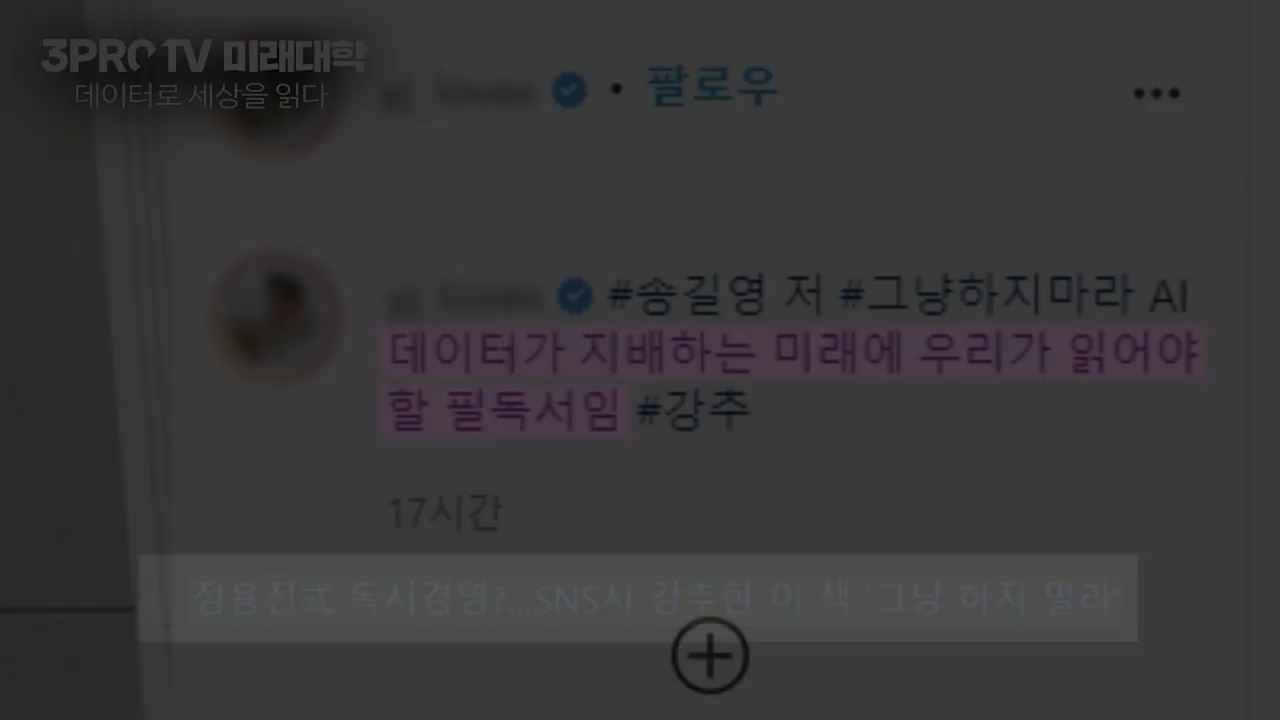 3PRO TV 미래대학
데이터로 세상을 읽다
• 팔로우
#송길영 저 #그냥하지마라 AI
데이터가 지배하는 미래에 우리가 읽어야
할 필독서임 #강추
17시간
정용진式 독서경영?...SNS서 강추한 이 책 '그냥 하지 말라'